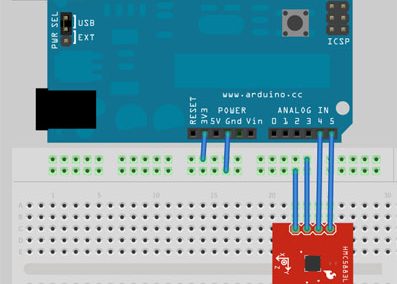 PWR SEL
USB
EXT
ICSP
www.arduino.cc
RESET
3V3
5V Gnd Vin
POWER
ANALOG IN
0 1 2 3 4 5
1 5 10 15 20 30
A
B
C
D
E
HMC5883L
X
Y
Z